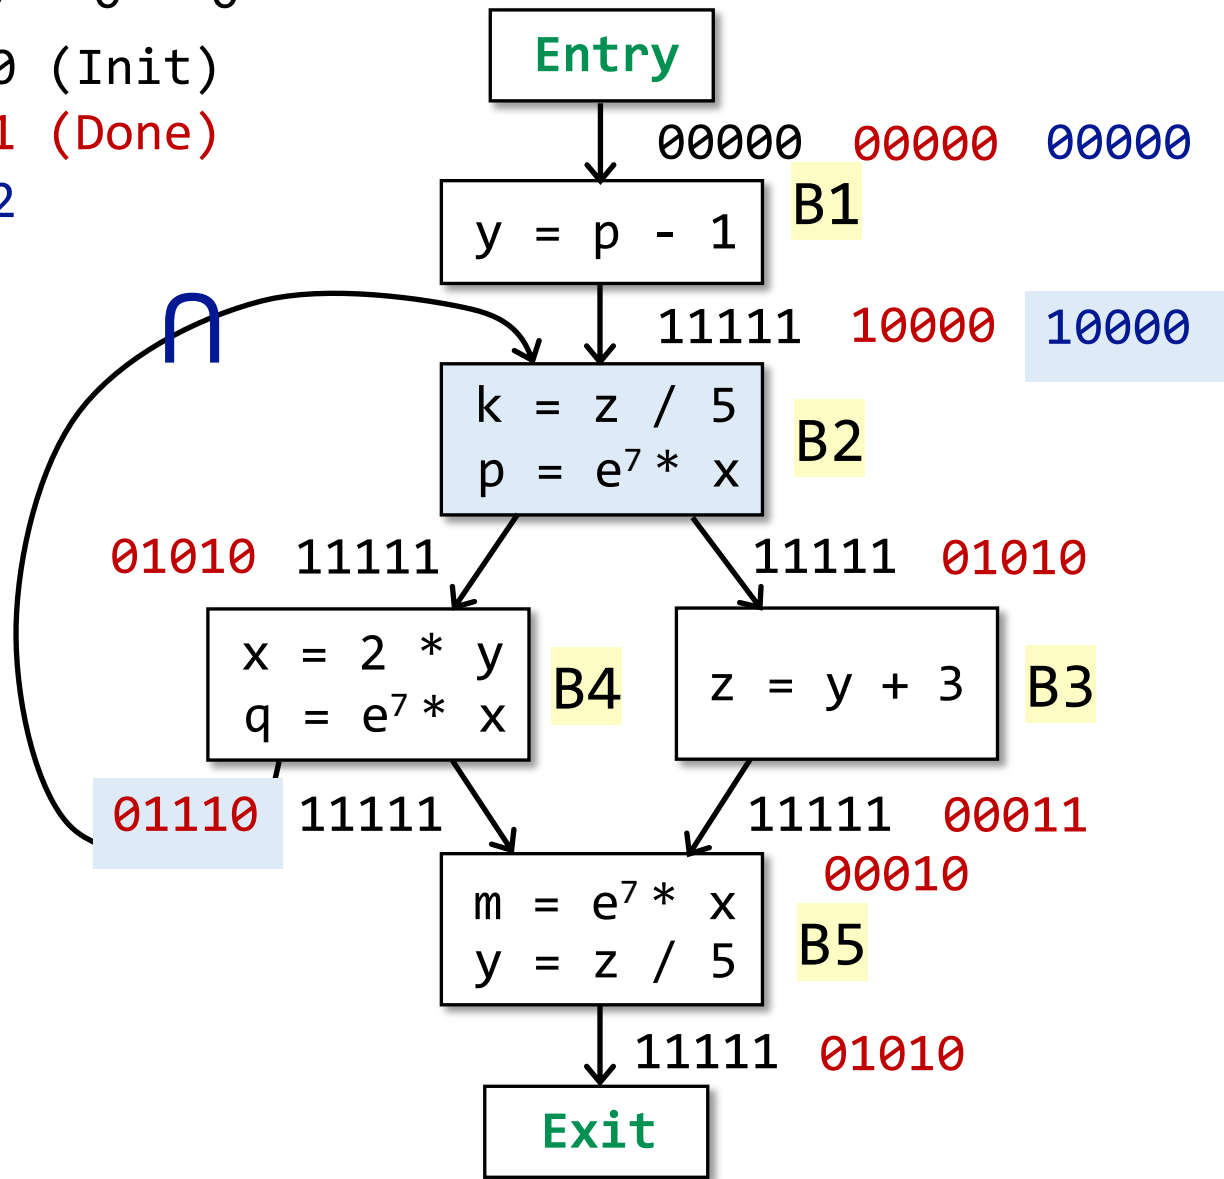 0 (Init)
1 (Done)
2
Entry
00000 00000 00000
B1
y = p - 1
∩
11111 10000 10000
k = z / 5
p = e⁷ * x
B2
01010 11111
11111 01010
x = 2 * y
q = e⁷ * x
B4
z = y + 3
B3
01110 11111
11111 00011
00010
m = e⁷ * x
y = z / 5
B5
11111 01010
Exit